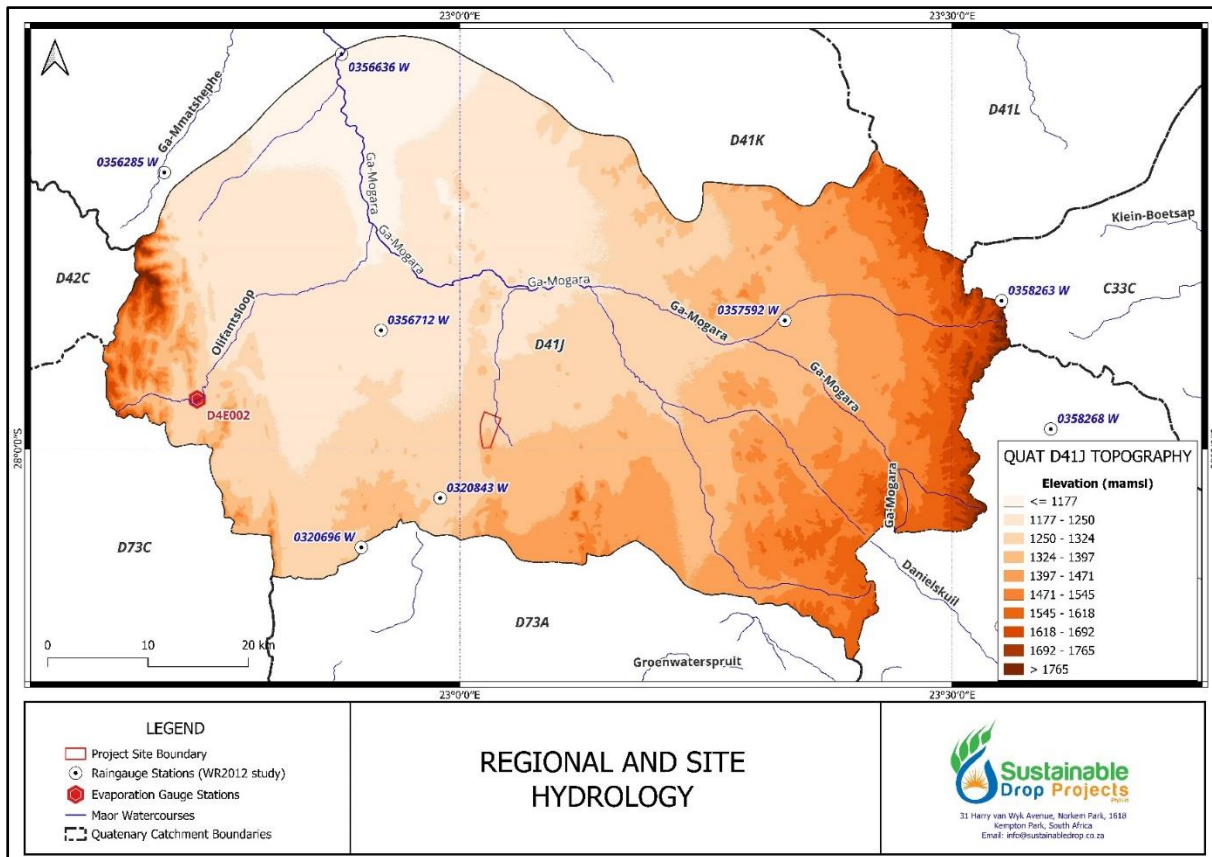 23°0'0"E
23°30'0"E
0356636 W
Ga-Mmatshephe
D41L
D41K
0356285 W
Ga-Mogara
Klein-Boetsap
Ga-Mogara
D42C
Ga-Mogara
0358263 W
C33C
Olifantsloop
0357592 W
Ga-Mogara
0356712 W
D41J
Ga-Mogara
D4E002
0358268 W
28°0'0"S
QUAT D41J TOPOGRAPHY
Elevation (mamsl)
<= 1177
1177 - 1250
1250 - 1324
1324 - 1397
1397 - 1471
1471 - 1545
1545 - 1618
1618 - 1692
1692 - 1765
> 1765
0320843 W
Ga-Mogara
0320696 W
D73C
Danielskuil
D73A
0 10 20 km
Groenwaterspruit
23°0'0"E
23°30'0"E
LEGEND
Project Site Boundary
Raingauge Stations (WR2012 study)
Evaporation Gauge Stations
Maor Watercourses
Quatenary Catchment Boundaries
REGIONAL AND SITE
HYDROLOGY
Sustainable
Drop Projects
31 Harry van Wyk Avenue, Norkem Park, 1618
Kempton Park, South Africa
Email: info@sustainabledrop.co.za